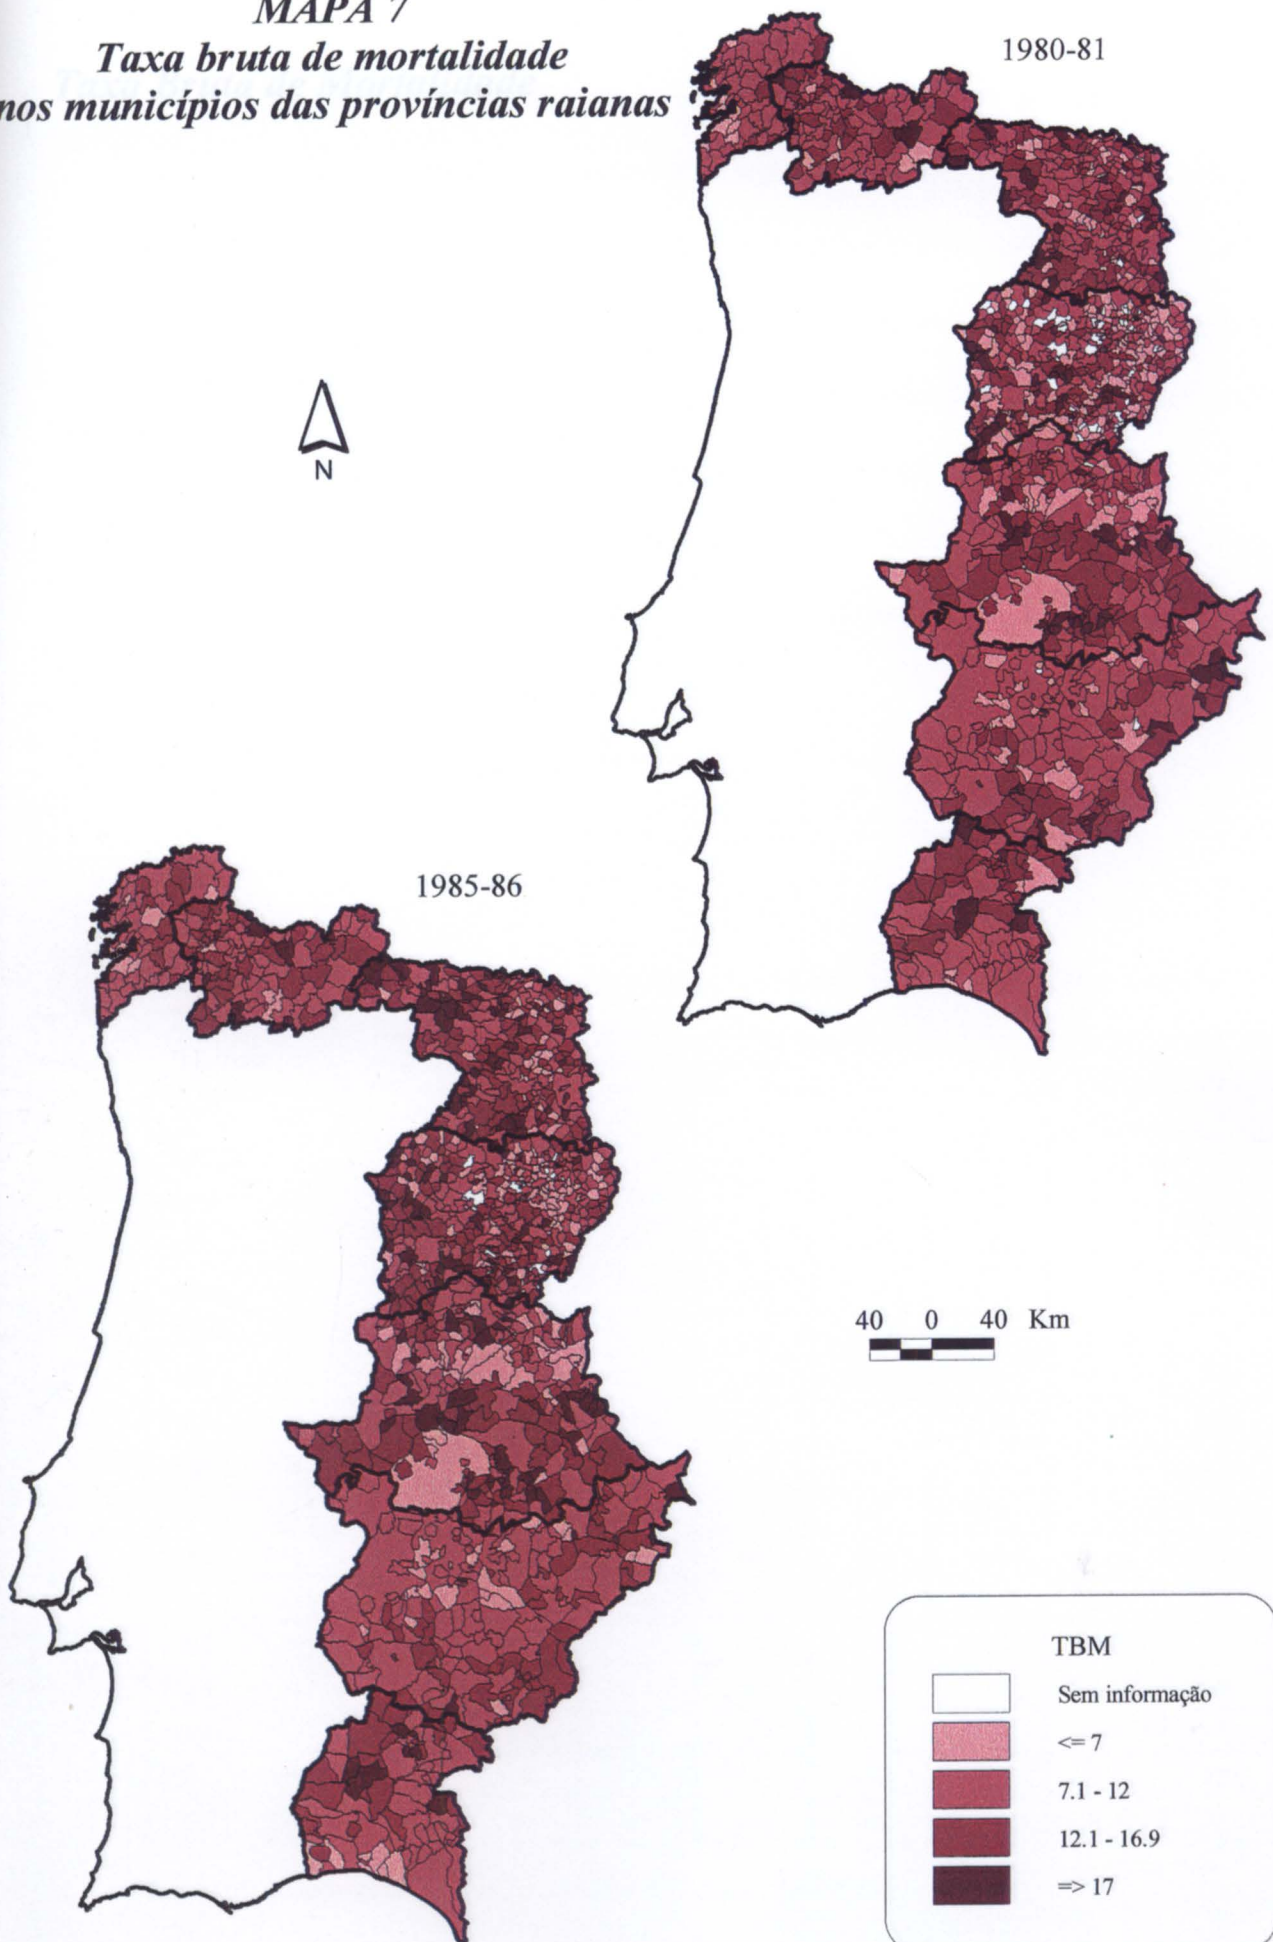 MAPA 7
Taxa bruta de mortalidade
nos municípios das províncias raianas
1980-81
N
1985-86
40 0 40 Km
TBM
Sem informação
<= 7
7.1 - 12
12.1 - 16.9
=> 17